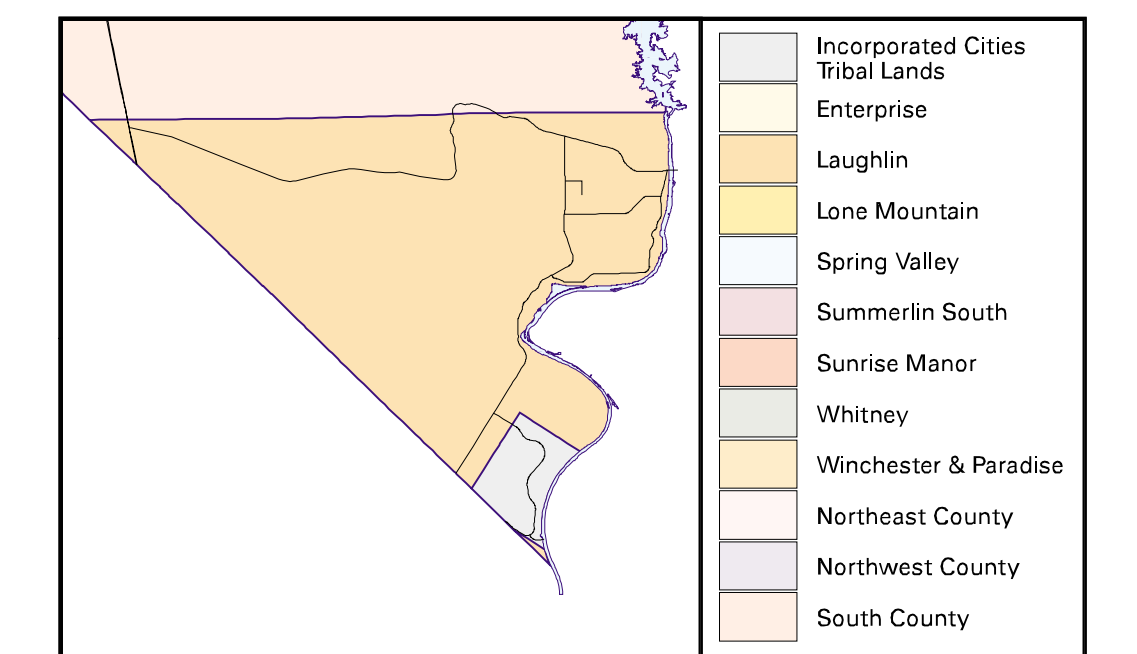 Incorporated Cities
Tribal Lands
Enterprise
Laughlin
Lone Mountain
Spring Valley
Summerlin South
Sunrise Manor
Whitney
Winchester & Paradise
Northeast County
Northwest County
South County